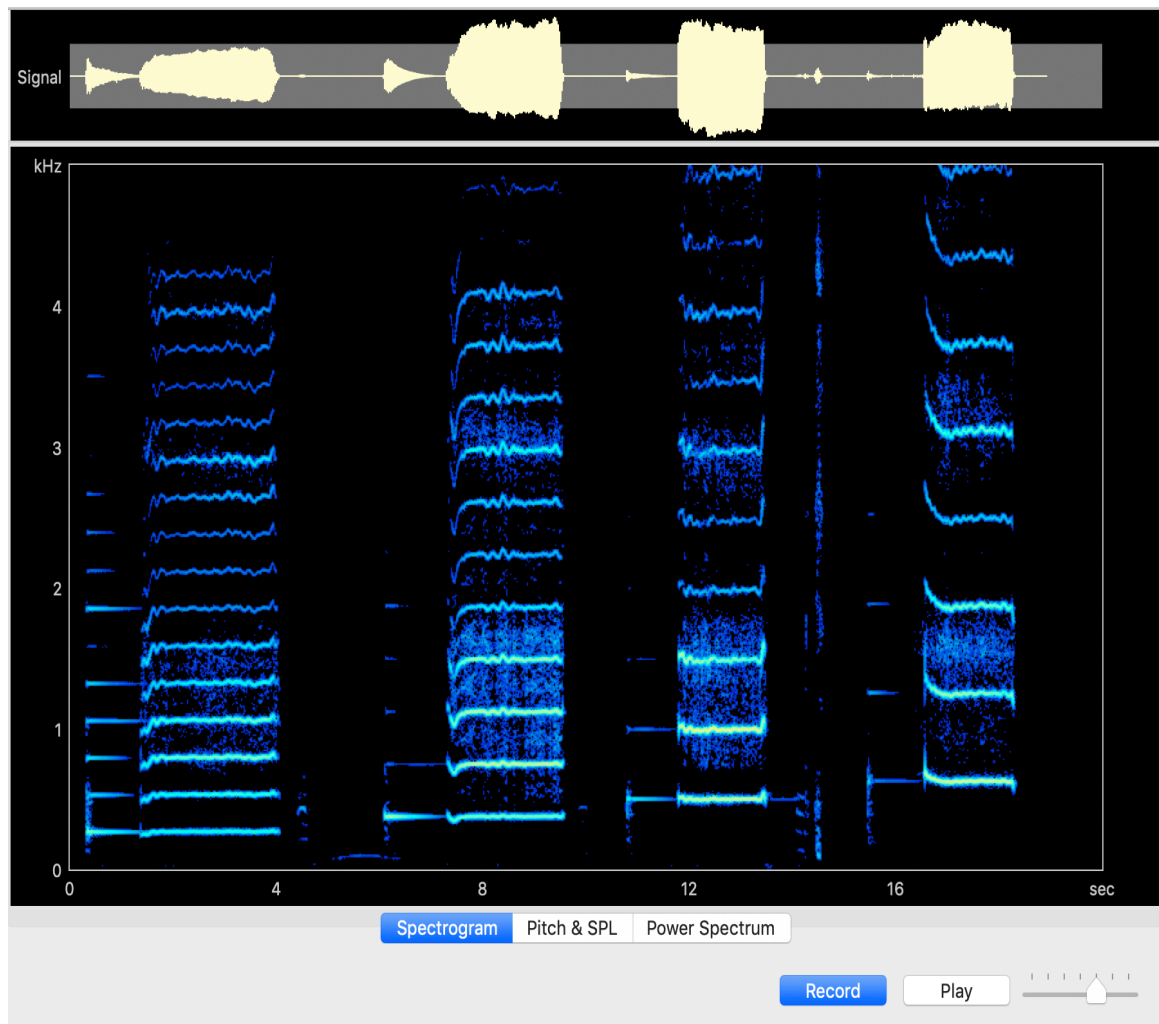 Signal
kHz
4
3
2
1
0
0 4 8 12 16 sec
Spectrogram Pitch & SPL Power Spectrum
Record Play